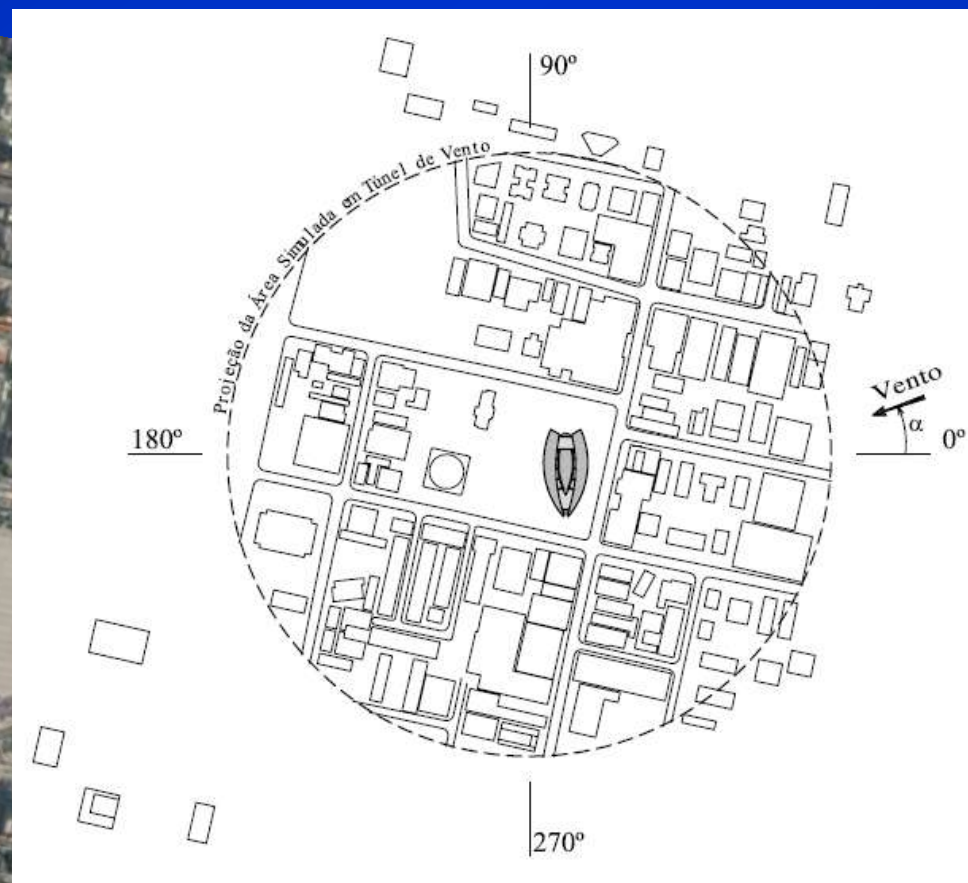 90º
Projeção da Área Simulada em Túnel de Vento
Vento
α
180º
0º
270º